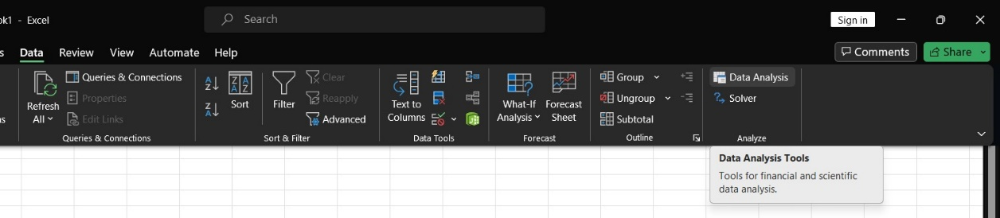 ok1 - Excel
Search
Sign in
s Data Review View Automate Help
Comments
Share
Refresh All
Queries & Connections
Properties
Edit Links
Queries & Connections
Sort
Filter
Clear
Reapply
Advanced
Sort & Filter
Text to
Columns
Data Tools
What-If
Analysis
Forecast
Sheet
Forecast
Group
Ungroup
Subtotal
Outline
Data Analysis
Solver
Analyze
Data Analysis Tools
Tools for financial and scientific
data analysis.